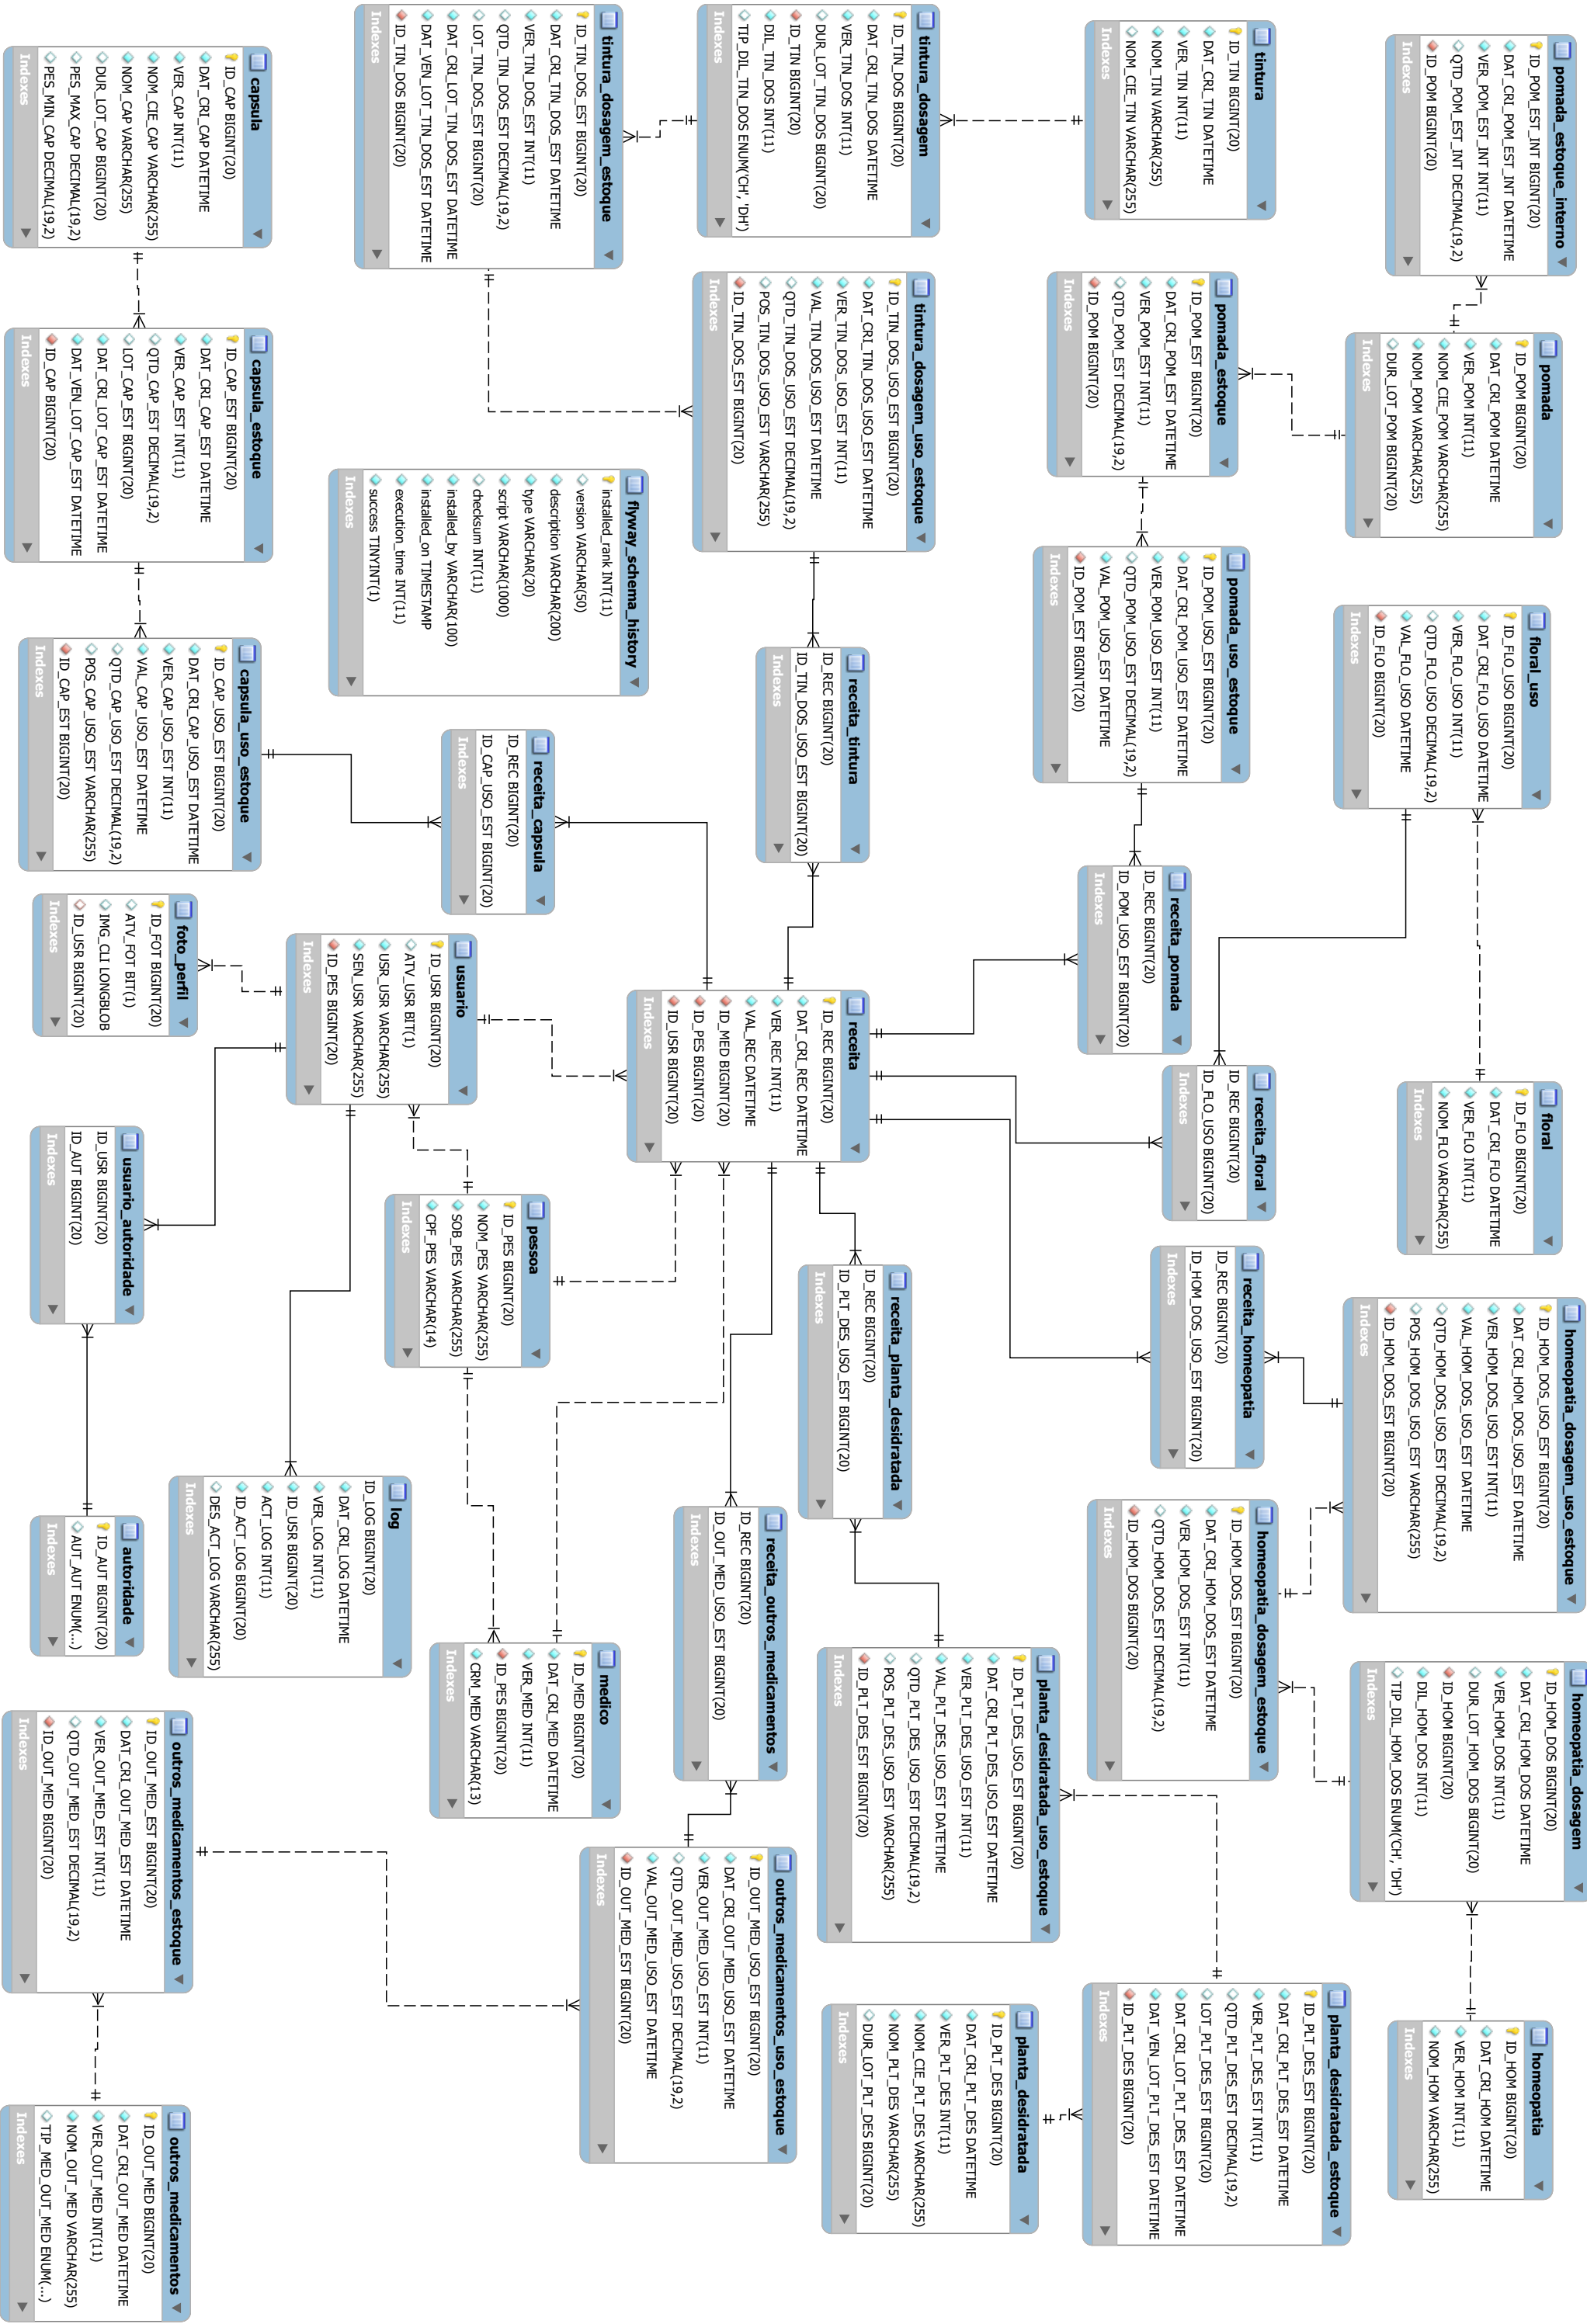 pomada_estoque_interno
ID_POM_EST_INT BIGINT(20)
DAT_CRI_POM_EST_INT DATETIME
VER_POM_EST_INT INT(11)
QTD_POM_EST_INT DECIMAL(19,2)
ID_POM BIGINT(20)
Indexes
pomada
ID_POM BIGINT(20)
DAT_CRI_POM DATETIME
VER_POM INT(11)
NOM_CIE_POM VARCHAR(255)
NOM_POM VARCHAR(255)
DUR_LOT_POM BIGINT(20)
Indexes
floral_uso
ID_FLO_USO BIGINT(20)
DAT_CRI_FLO_USO DATETIME
VER_FLO_USO INT(11)
QTD_FLO_USO DECIMAL(19,2)
VAL_FLO_USO DATETIME
ID_FLO BIGINT(20)
Indexes
floral
ID_FLO BIGINT(20)
DAT_CRI_FLO DATETIME
VER_FLO INT(11)
NOM_FLO VARCHAR(255)
Indexes
homeopatia_dosagem_uso_estoque
ID_HOM_DOS_USO_EST BIGINT(20)
DAT_CRI_HOM_DOS_USO_EST DATETIME
VER_HOM_DOS_USO_EST INT(11)
VAL_HOM_DOS_USO_EST DATETIME
QTD_HOM_DOS_USO_EST DECIMAL(19,2)
POS_HOM_DOS_USO_EST VARCHAR(255)
ID_HOM_DOS_EST BIGINT(20)
Indexes
homeopatia_dosagem
ID_HOM_DOS BIGINT(20)
DAT_CRI_HOM_DOS DATETIME
VER_HOM_DOS INT(11)
DUR_LOT_HOM_DOS BIGINT(20)
ID_HOM BIGINT(20)
DIL_HOM_DOS INT(11)
TIP_DIL_HOM_DOS ENUM('CH', 'DH')
Indexes
homeopatia
ID_HOM BIGINT(20)
DAT_CRI_HOM DATETIME
VER_HOM INT(11)
NOM_HOM VARCHAR(255)
Indexes
tintura
ID_TIN BIGINT(20)
DAT_CRI_TIN DATETIME
VER_TIN INT(11)
NOM_TIN VARCHAR(255)
NOM_CIE_TIN VARCHAR(255)
Indexes
pomada_estoque
ID_POM_EST BIGINT(20)
DAT_CRI_POM_EST DATETIME
VER_POM_EST INT(11)
QTD_POM_EST DECIMAL(19,2)
ID_POM BIGINT(20)
Indexes
pomada_uso_estoque
ID_POM_USO_EST BIGINT(20)
DAT_CRI_POM_USO_EST DATETIME
VER_POM_USO_EST INT(11)
QTD_POM_USO_EST DECIMAL(19,2)
VAL_POM_USO_EST DATETIME
ID_POM_EST BIGINT(20)
Indexes
receita_pomada
ID_REC BIGINT(20)
ID_POM_USO_EST BIGINT(20)
Indexes
receita_floral
ID_REC BIGINT(20)
ID_FLO_USO BIGINT(20)
Indexes
receita_homeopatia
ID_REC BIGINT(20)
ID_HOM_DOS_USO_EST BIGINT(20)
Indexes
homeopatia_dosagem_estoque
ID_HOM_DOS_EST BIGINT(20)
DAT_CRI_HOM_DOS_EST DATETIME
VER_HOM_DOS_EST INT(11)
QTD_HOM_DOS_EST DECIMAL(19,2)
ID_HOM_DOS BIGINT(20)
Indexes
planta_desidratada_estoque
ID_PLT_DES_EST BIGINT(20)
DAT_CRI_PLT_DES_EST DATETIME
VER_PLT_DES_EST INT(11)
QTD_PLT_DES_EST DECIMAL(19,2)
LOT_PLT_DES_EST BIGINT(20)
DAT_CRI_LOT_PLT_DES_EST DATETIME
DAT_VEN_LOT_PLT_DES_EST DATETIME
ID_PLT_DES BIGINT(20)
Indexes
tintura_dosagem
ID_TIN_DOS BIGINT(20)
DAT_CRI_TIN_DOS DATETIME
VER_TIN_DOS INT(11)
DUR_LOT_TIN_DOS BIGINT(20)
ID_TIN BIGINT(20)
DIL_TIN_DOS INT(11)
TIP_DIL_TIN_DOS ENUM('CH', 'DH')
Indexes
tintura_dosagem_uso_estoque
ID_TIN_DOS_USO_EST BIGINT(20)
DAT_CRI_TIN_DOS_USO_EST DATETIME
VER_TIN_DOS_USO_EST INT(11)
VAL_TIN_DOS_USO_EST DATETIME
QTD_TIN_DOS_USO_EST DECIMAL(19,2)
POS_TIN_DOS_USO_EST VARCHAR(255)
ID_TIN_DOS_EST BIGINT(20)
Indexes
receita_tintura
ID_REC BIGINT(20)
ID_TIN_DOS_USO_EST BIGINT(20)
Indexes
receita
ID_REC BIGINT(20)
DAT_CRI_REC DATETIME
VER_REC INT(11)
VAL_REC DATETIME
ID_MED BIGINT(20)
ID_PES BIGINT(20)
ID_USR BIGINT(20)
Indexes
receita_planta_desidratada
ID_REC BIGINT(20)
ID_PLT_DES_USO_EST BIGINT(20)
Indexes
planta_desidratada_uso_estoque
ID_PLT_DES_USO_EST BIGINT(20)
DAT_CRI_PLT_DES_USO_EST DATETIME
VER_PLT_DES_USO_EST INT(11)
VAL_PLT_DES_USO_EST DATETIME
QTD_PLT_DES_USO_EST DECIMAL(19,2)
POS_PLT_DES_USO_EST VARCHAR(255)
ID_PLT_DES_EST BIGINT(20)
Indexes
planta_desidratada
ID_PLT_DES BIGINT(20)
DAT_CRI_PLT_DES DATETIME
VER_PLT_DES INT(11)
NOM_CIE_PLT_DES VARCHAR(255)
NOM_PLT_DES VARCHAR(255)
DUR_LOT_PLT_DES BIGINT(20)
Indexes
tintura_dosagem_estoque
ID_TIN_DOS_EST BIGINT(20)
DAT_CRI_TIN_DOS_EST DATETIME
VER_TIN_DOS_EST INT(11)
QTD_TIN_DOS_EST DECIMAL(19,2)
LOT_TIN_DOS_EST BIGINT(20)
DAT_CRI_LOT_TIN_DOS_EST DATETIME
DAT_VEN_LOT_TIN_DOS_EST DATETIME
ID_TIN_DOS BIGINT(20)
Indexes
flyway_schema_history
installed_rank INT(11)
version VARCHAR(50)
description VARCHAR(200)
type VARCHAR(20)
script VARCHAR(1000)
checksum INT(11)
installed_by VARCHAR(100)
installed_on TIMESTAMP
execution_time INT(11)
success TINYINT(1)
Indexes
receita_capsula
ID_REC BIGINT(20)
ID_CAP_USO_EST BIGINT(20)
Indexes
usuario
ID_USR BIGINT(20)
ATV_USR BIT(1)
USR_USR VARCHAR(255)
SEN_USR VARCHAR(255)
ID_PES BIGINT(20)
Indexes
pessoa
ID_PES BIGINT(20)
NOM_PES VARCHAR(255)
SOB_PES VARCHAR(255)
CPF_PES VARCHAR(14)
Indexes
receita_outros_medicamentos
ID_REC BIGINT(20)
ID_OUT_MED_USO_EST BIGINT(20)
Indexes
medico
ID_MED BIGINT(20)
DAT_CRI_MED DATETIME
VER_MED INT(11)
ID_PES BIGINT(20)
CRM_MED VARCHAR(13)
Indexes
outros_medicamentos_uso_estoque
ID_OUT_MED_USO_EST BIGINT(20)
DAT_CRI_OUT_MED_USO_EST DATETIME
VER_OUT_MED_USO_EST INT(11)
QTD_OUT_MED_USO_EST DECIMAL(19,2)
VAL_OUT_MED_USO_EST DATETIME
ID_OUT_MED_EST BIGINT(20)
Indexes
capsula
ID_CAP BIGINT(20)
DAT_CRI_CAP DATETIME
VER_CAP INT(11)
NOM_CIE_CAP VARCHAR(255)
NOM_CAP VARCHAR(255)
DUR_LOT_CAP BIGINT(20)
PES_MAX_CAP DECIMAL(19,2)
PES_MIN_CAP DECIMAL(19,2)
Indexes
capsula_estoque
ID_CAP_EST BIGINT(20)
DAT_CRI_CAP_EST DATETIME
VER_CAP_EST INT(11)
QTD_CAP_EST DECIMAL(19,2)
LOT_CAP_EST BIGINT(20)
DAT_CRI_LOT_CAP_EST DATETIME
DAT_VEN_LOT_CAP_EST DATETIME
ID_CAP BIGINT(20)
Indexes
capsula_uso_estoque
ID_CAP_USO_EST BIGINT(20)
DAT_CRI_CAP_USO_EST DATETIME
VER_CAP_USO_EST INT(11)
VAL_CAP_USO_EST DATETIME
QTD_CAP_USO_EST DECIMAL(19,2)
POS_CAP_USO_EST VARCHAR(255)
ID_CAP_EST BIGINT(20)
Indexes
foto_perfil
ID_FOT BIGINT(20)
ATV_FOT BIT(1)
IMG_CLI LONGBLOB
ID_USR BIGINT(20)
Indexes
usuario_autoridade
ID_USR BIGINT(20)
ID_AUT BIGINT(20)
Indexes
log
ID_LOG BIGINT(20)
DAT_CRI_LOG DATETIME
VER_LOG INT(11)
ID_USR BIGINT(20)
ACT_LOG INT(11)
ID_ACT_LOG BIGINT(20)
DES_ACT_LOG VARCHAR(255)
Indexes
autoridade
ID_AUT BIGINT(20)
AUT_AUT ENUM(...)
Indexes
outros_medicamentos_estoque
ID_OUT_MED_EST BIGINT(20)
DAT_CRI_OUT_MED_EST DATETIME
VER_OUT_MED_EST INT(11)
QTD_OUT_MED_EST DECIMAL(19,2)
ID_OUT_MED BIGINT(20)
Indexes
outros_medicamentos
ID_OUT_MED BIGINT(20)
DAT_CRI_OUT_MED DATETIME
VER_OUT_MED INT(11)
NOM_OUT_MED VARCHAR(255)
TIP_MED_OUT_MED ENUM(...)
Indexes